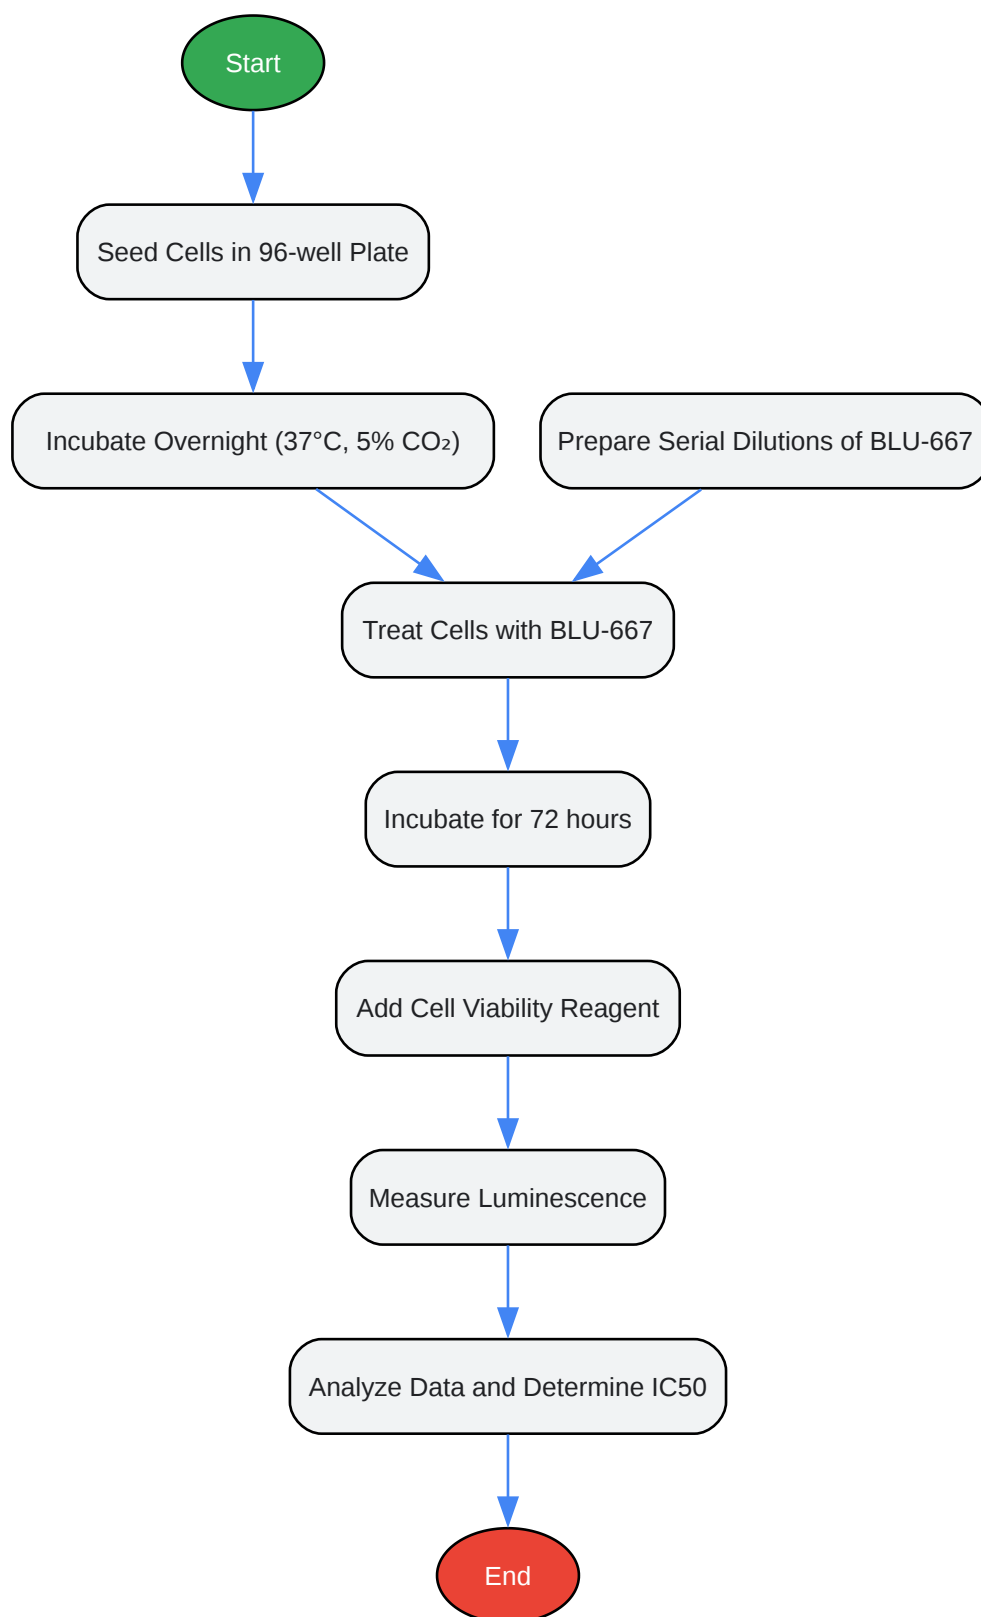 Start
Seed Cells in 96-well Plate
Incubate Overnight (37°C, 5% CO₂)
Prepare Serial Dilutions of BLU-667
Treat Cells with BLU-667
Incubate for 72 hours
Add Cell Viability Reagent
Measure Luminescence
Analyze Data and Determine IC50
End